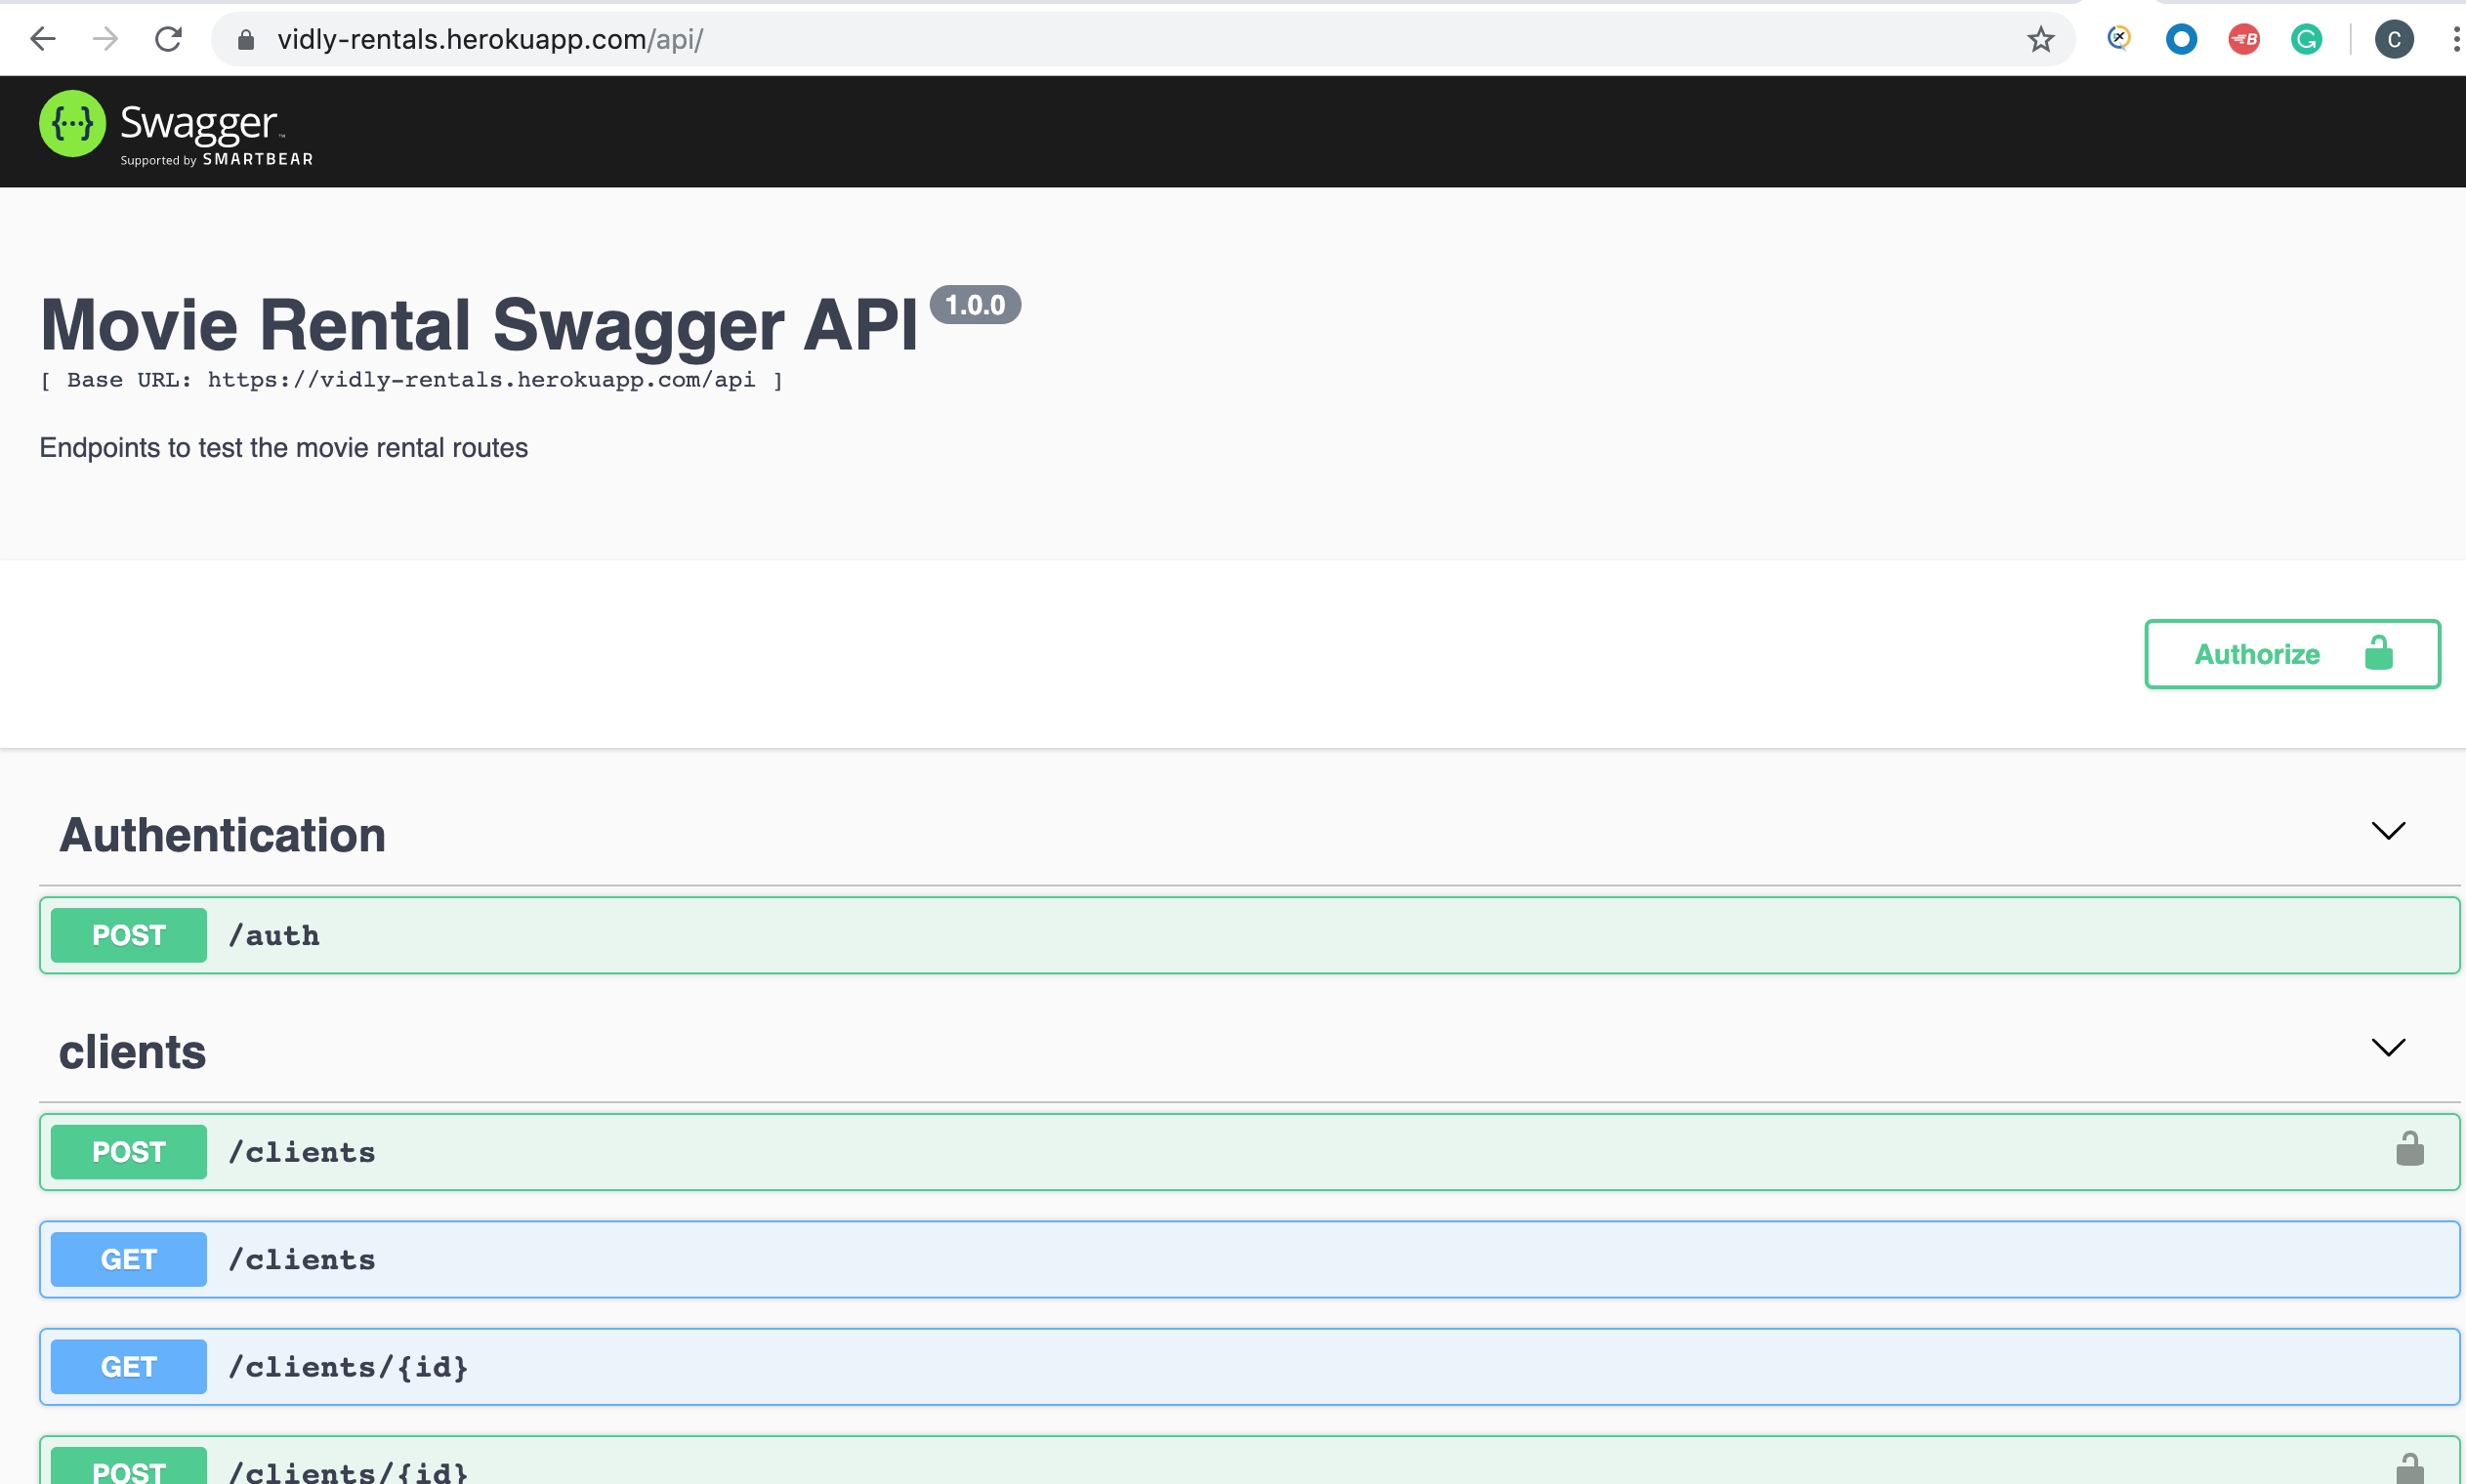 vidly-rentals.herokuapp.com/api/
B
G
C
{···} Swagger™
Supported by SMARTBEAR
Movie Rental Swagger API 1.0.0
[ Base URL: https://vidly-rentals.herokuapp.com/api ]
Endpoints to test the movie rental routes
Authorize
Authentication
POST /auth
clients
POST /clients
GET /clients
GET /clients/{id}
POST /clients/{id}